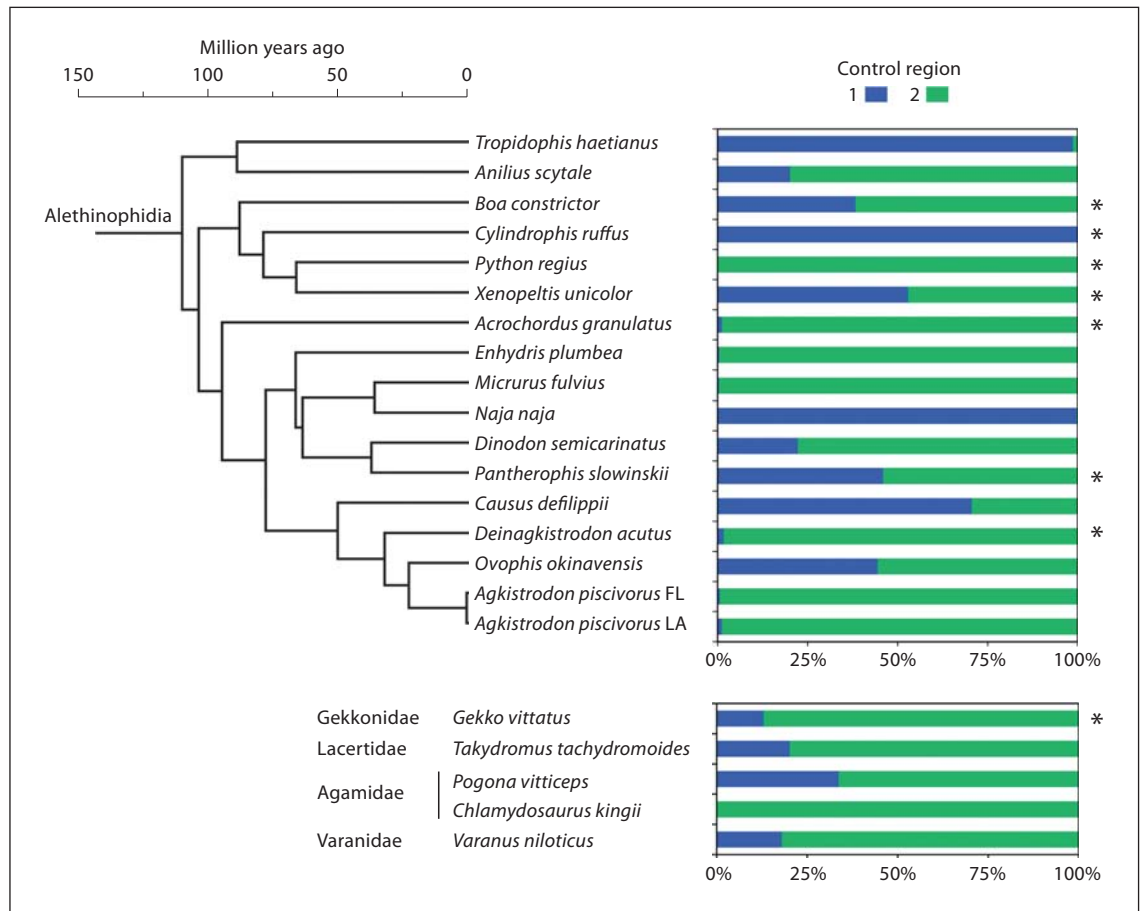 Million years ago
150 100 50 0
Control region
1 2
Alethinophidia
Tropidophis haetianus
Anilius scytale
Boa constrictor *
Cylindrophis ruffus *
Python regius *
Xenopeltis unicolor *
Acrochordus granulatus *
Enhydris plumbea
Micrurus fulvius
Naja naja
Dinodon semicarinatus
Pantherophis slowinskii *
Causus defilippii
Deinagkistrodon acutus *
Ovophis okinavensis
Agkistrodon piscivorus FL
Agkistrodon piscivorus LA
0% 25% 50% 75% 100%
Gekkonidae Gekko vittatus *
Lacertidae Takydromus tachydromoides
Agamidae
Pogona vitticeps
Chlamydosaurus kingii
Varanidae Varanus niloticus
0% 25% 50% 75% 100%